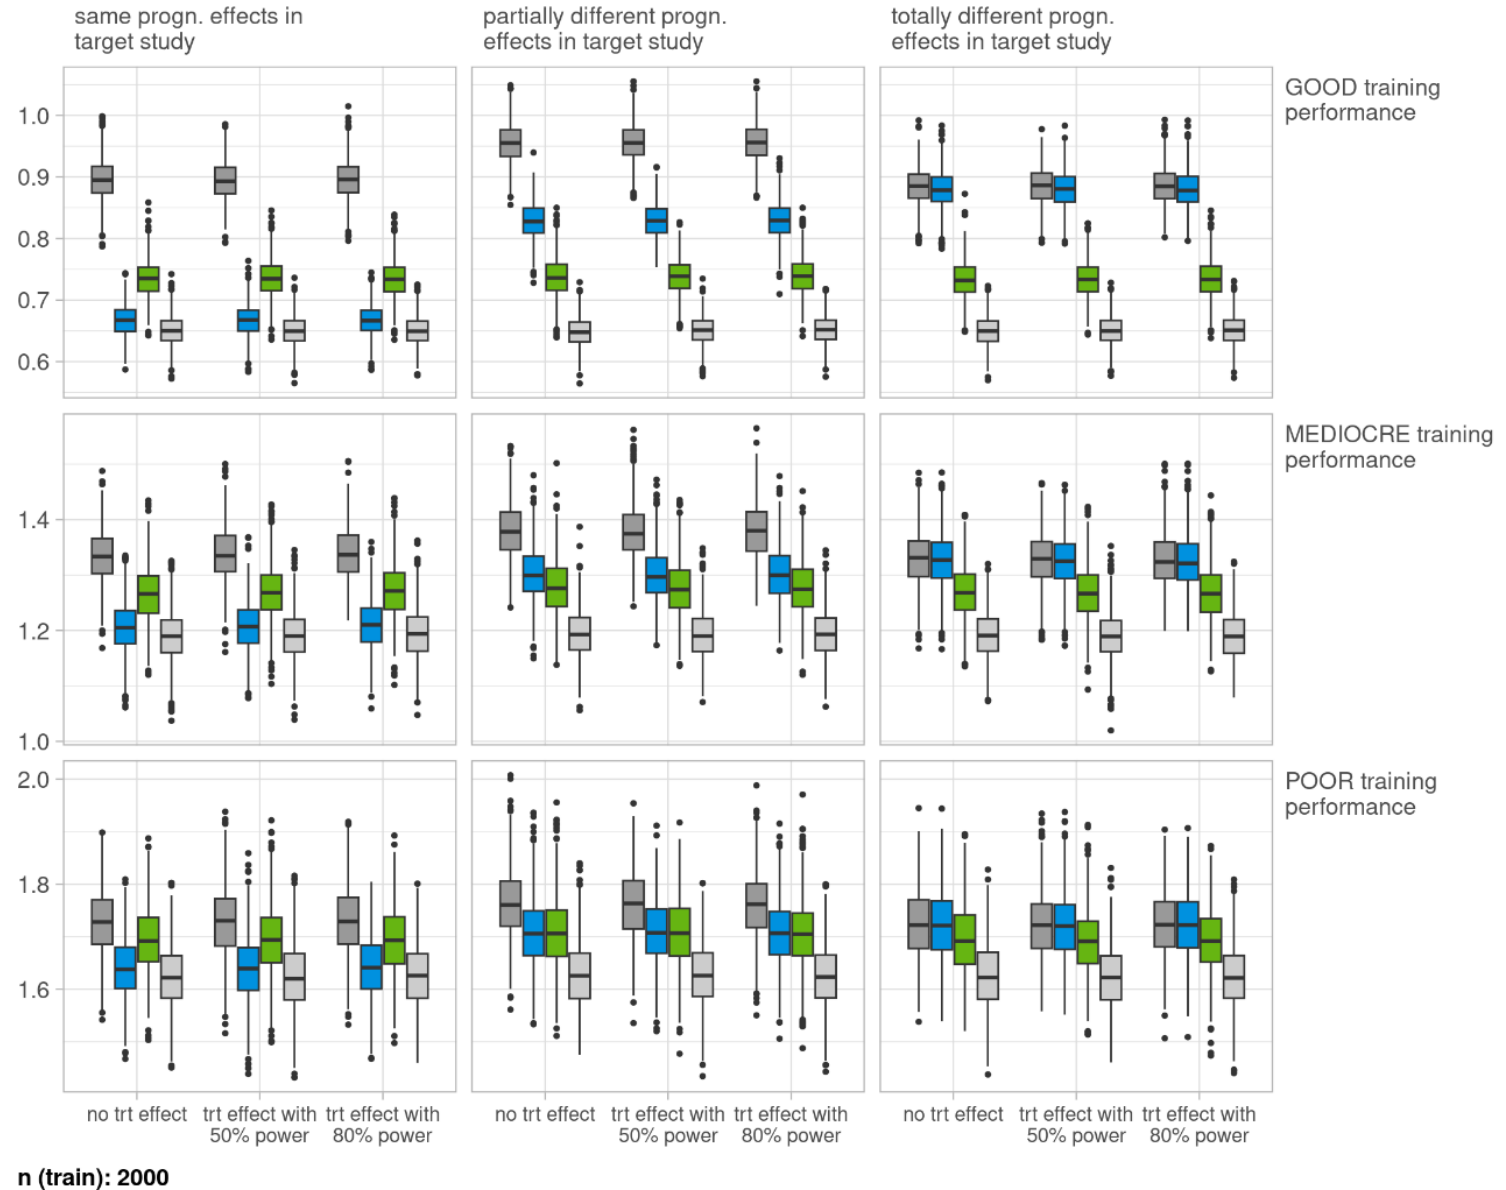 same progn. effects in
target study
partially different progn.
effects in target study
totally different progn.
effects in target study
GOOD training
performance
1.0
0.9
0.8
0.7
0.6
MEDIOCRE training
performance
1.4
1.2
1.0
POOR training
performance
2.0
1.8
1.6
no trt effect
trt effect with
50% power
trt effect with
80% power
no trt effect
trt effect with
50% power
trt effect with
80% power
no trt effect
trt effect with
50% power
trt effect with
80% power
n (train): 2000